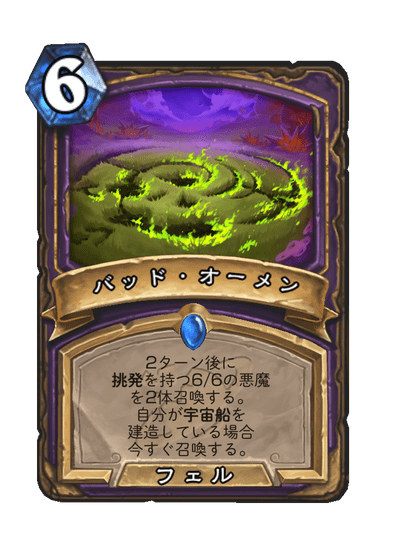 6
バッド・オーメン
2ターン後に
挑発を持つ6/6の悪魔
を2体召喚する。
自分が宇宙船を
建造している場合
今すぐ召喚する。
フェル